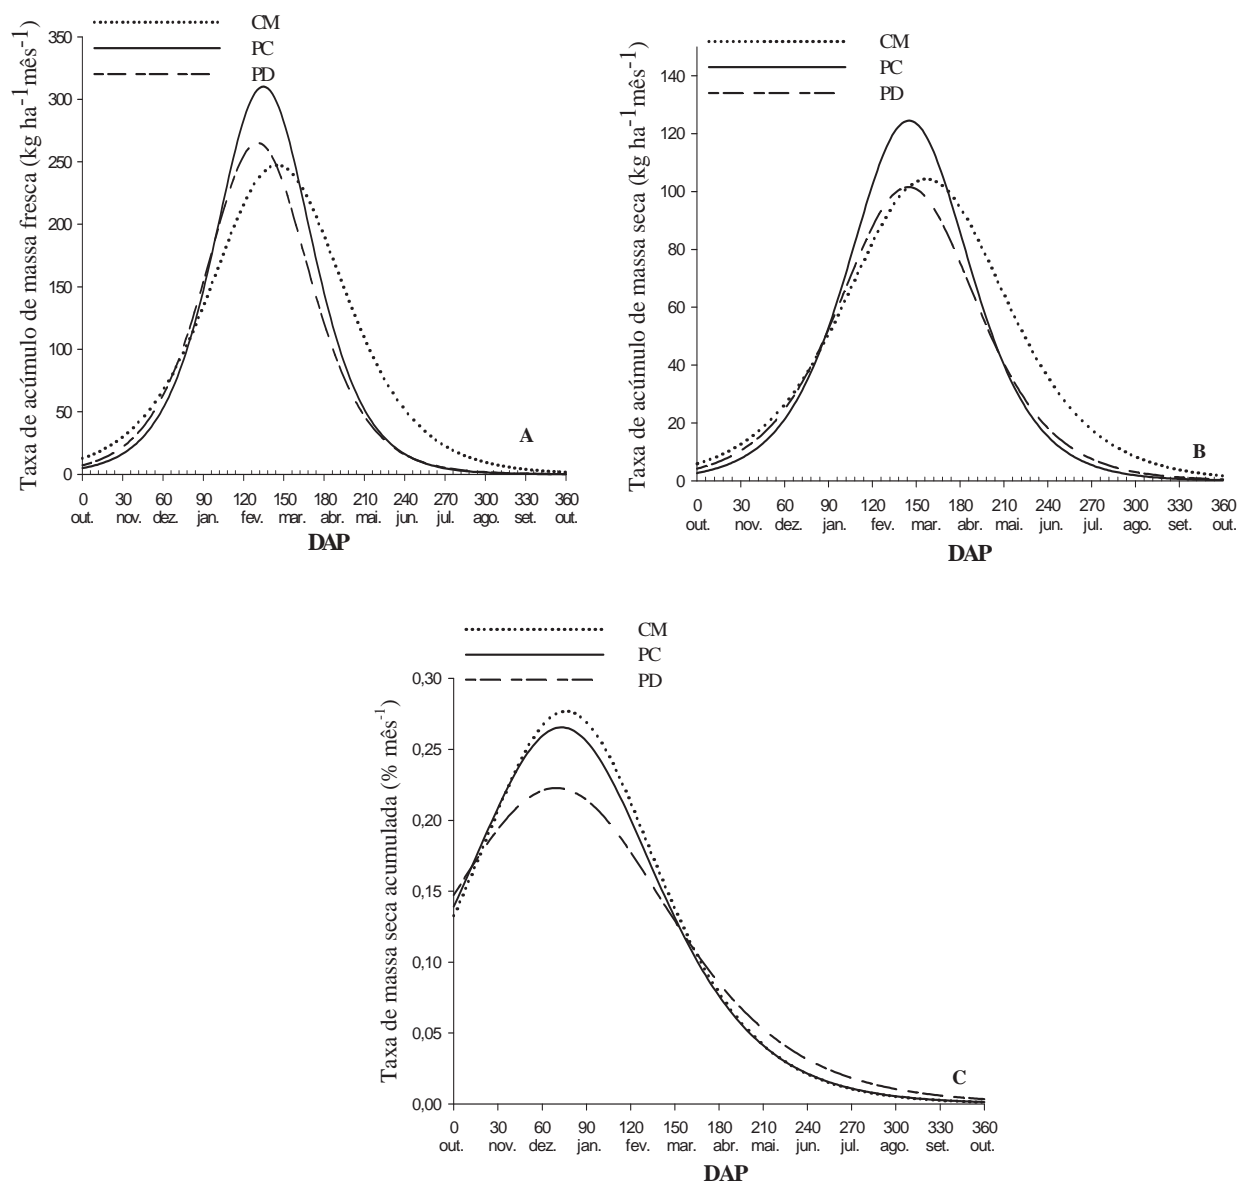 CM
PC
PD
Taxa de acúmulo de massa fresca (kg ha⁻¹mês⁻¹)
350
300
250
200
150
100
50
0
A
0 30 60 90 120 150 180 210 240 270 300 330 360
out. nov. dez. jan. fev. mar. abr. mai. jun. jul. ago. set. out.
DAP
CM
PC
PD
Taxa de acúmulo de massa seca (kg ha⁻¹mês⁻¹)
140
120
100
80
60
40
20
0
B
0 30 60 90 120 150 180 210 240 270 300 330 360
out. nov. dez. jan. fev. mar. abr. mai. jun. jul. ago. set. out.
DAP
CM
PC
PD
Taxa de massa seca acumulada (% mês⁻¹)
0,30
0,25
0,20
0,15
0,10
0,05
0,00
C
0 30 60 90 120 150 180 210 240 270 300 330 360
out. nov. dez. jan. fev. mar. abr. mai. jun. jul. ago. set. out.
DAP